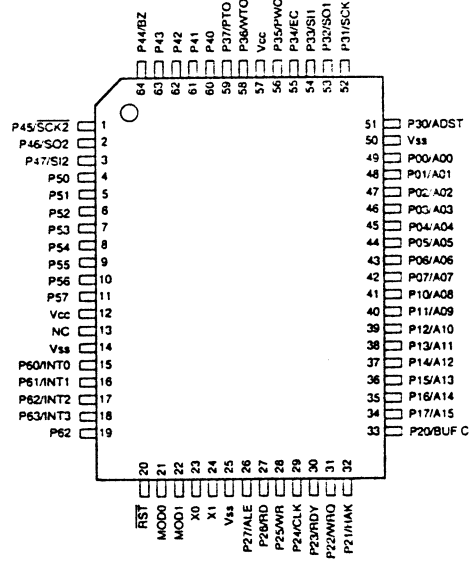 P44/BZ
P43
P42
P41
P40
P37/PTO
P36/WTO
Vcc
P35/PWC
P34/EC
P33/SI1
P32/SO1
P31/SCK
64
63
62
61
60
59
58
57
56
55
54
53
52
P45/SCK2 1
P46/SO2 2
P47/SI2 3
P50 4
P51 5
P52 6
P53 7
P54 8
P55 9
P56 10
P57 11
Vcc 12
NC 13
Vss 14
P60/INT0 15
P61/INT1 16
P62/INT2 17
P63/INT3 18
P62 19
51 P30/ADST
50 Vss
49 P00/A00
48 P01/A01
47 P02/A02
46 P03/A03
45 P04/A04
44 P05/A05
43 P06/A06
42 P07/A07
41 P10/A08
40 P11/A09
39 P12/A10
38 P13/A11
37 P14/A12
36 P15/A13
35 P16/A14
34 P17/A15
33 P20/BUF C
20
21
22
23
24
25
26
27
28
29
30
31
32
RST
MOD0
MOD1
X0
X1
Vss
P27/ALE
P26/RD
P25/WR
P24/CLK
P23/RDY
P22/WRQ
P21/HAK